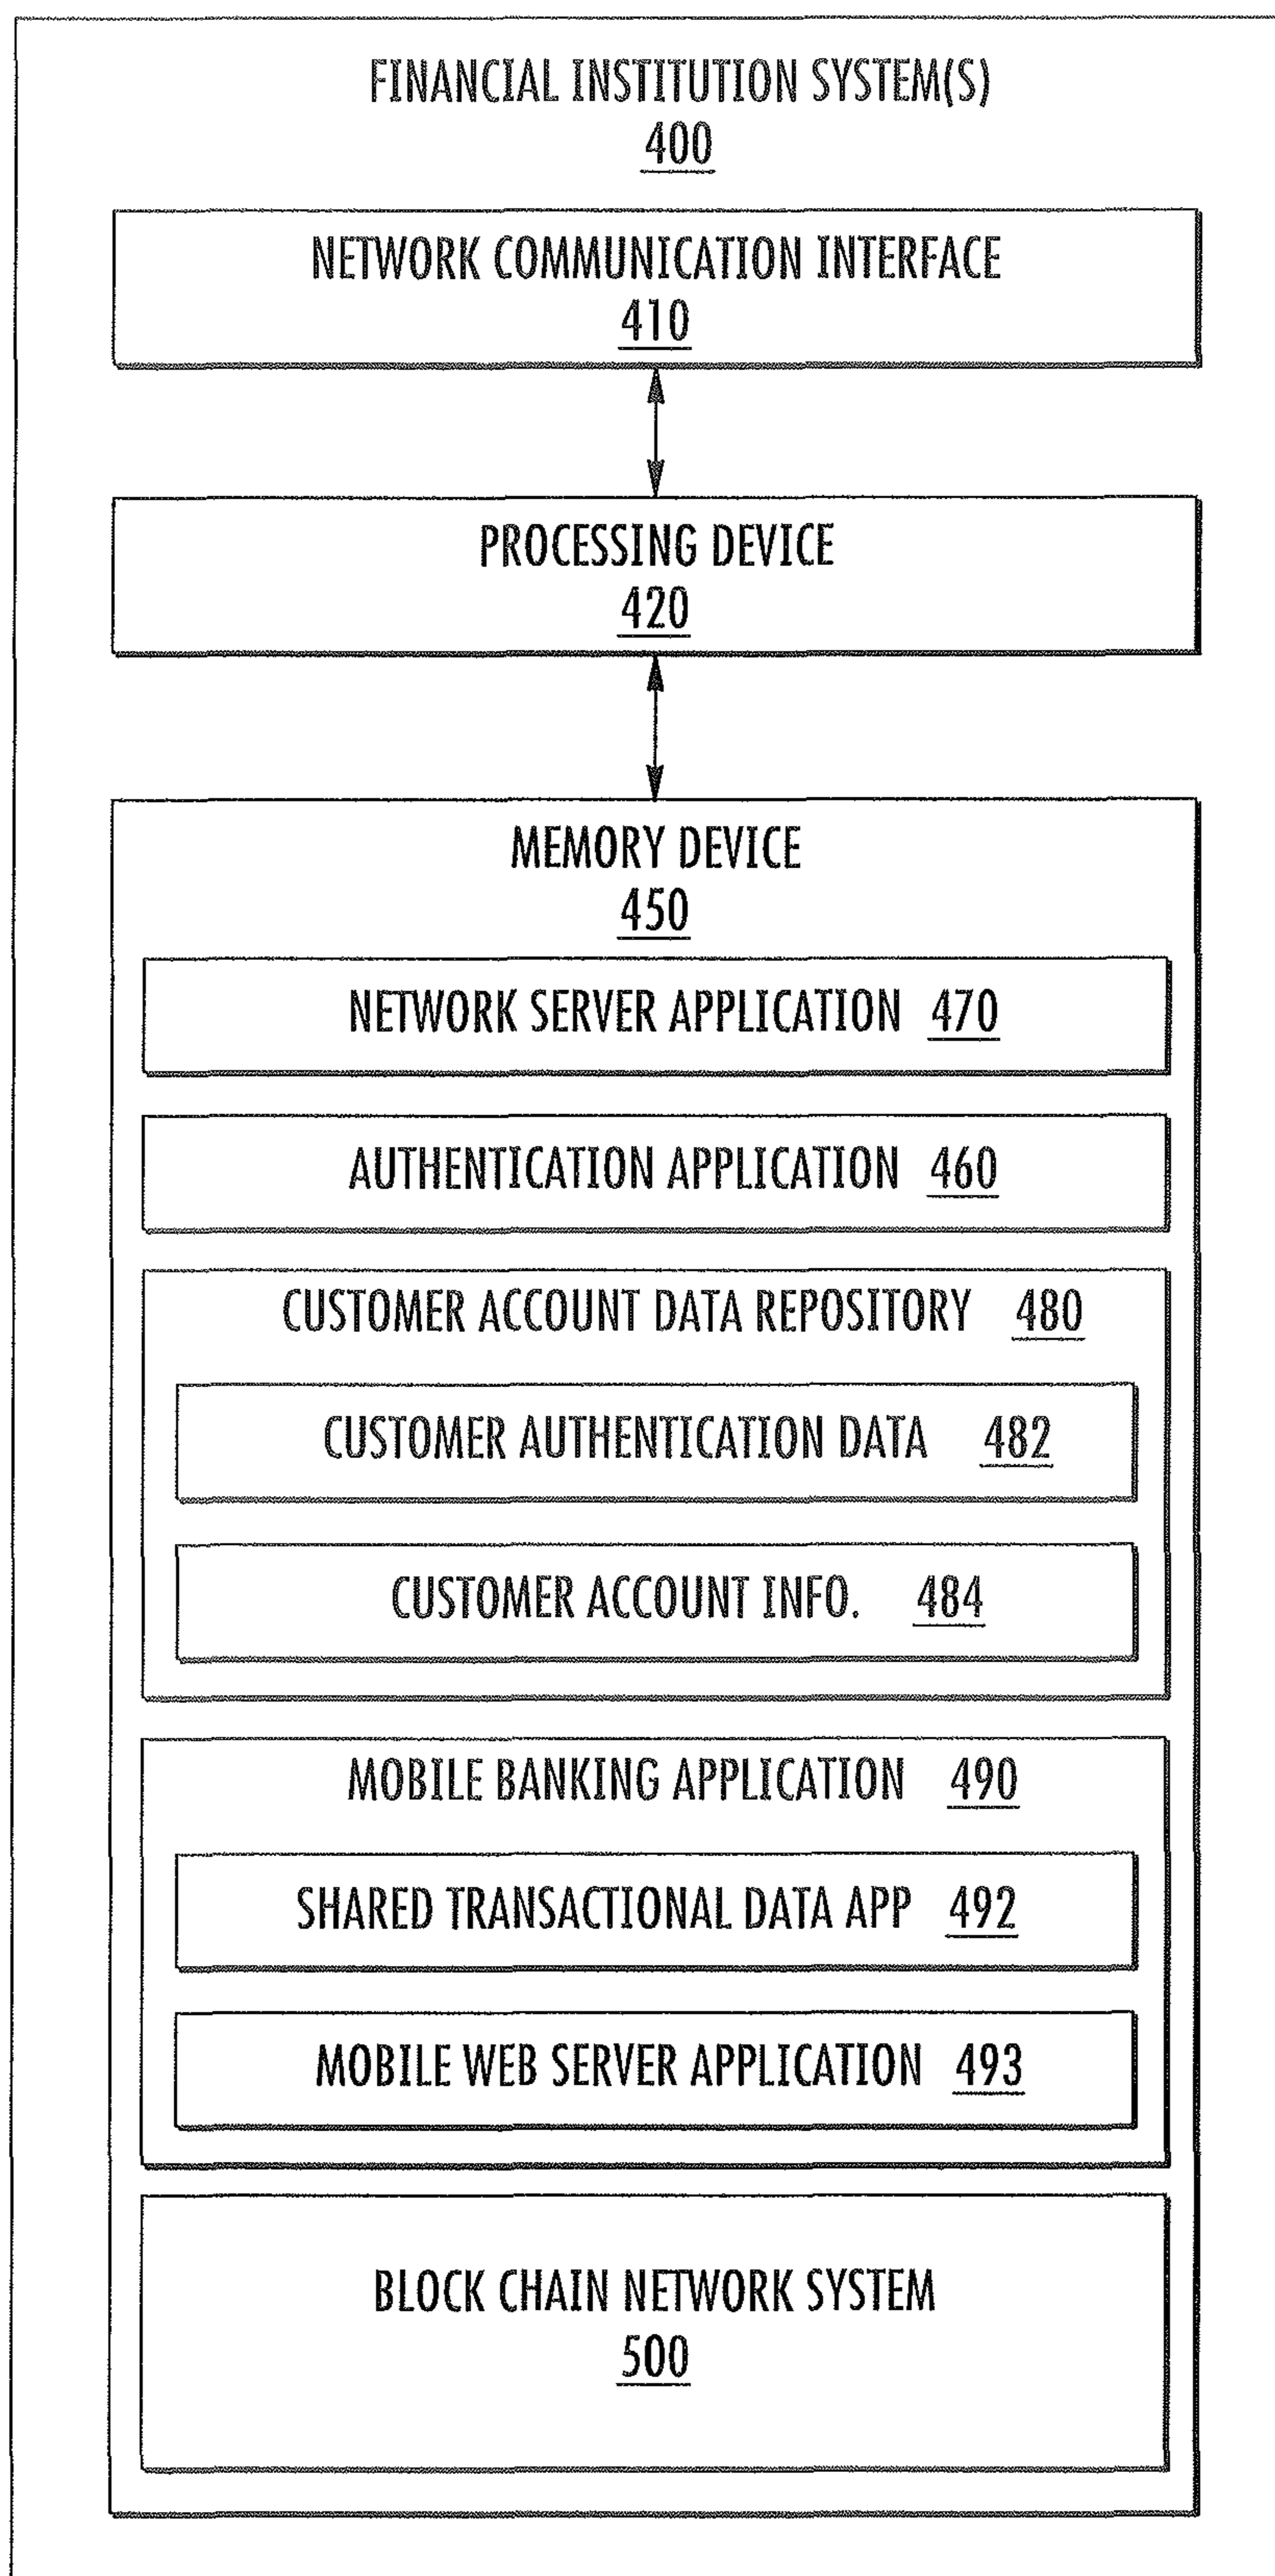 FINANCIAL INSTITUTION SYSTEM(S)
400
NETWORK COMMUNICATION INTERFACE
410
PROCESSING DEVICE
420
MEMORY DEVICE
450
NETWORK SERVER APPLICATION 470
AUTHENTICATION APPLICATION 460
CUSTOMER ACCOUNT DATA REPOSITORY 480
CUSTOMER AUTHENTICATION DATA 482
CUSTOMER ACCOUNT INFO. 484
MOBILE BANKING APPLICATION 490
SHARED TRANSACTIONAL DATA APP 492
MOBILE WEB SERVER APPLICATION 493
BLOCK CHAIN NETWORK SYSTEM
500